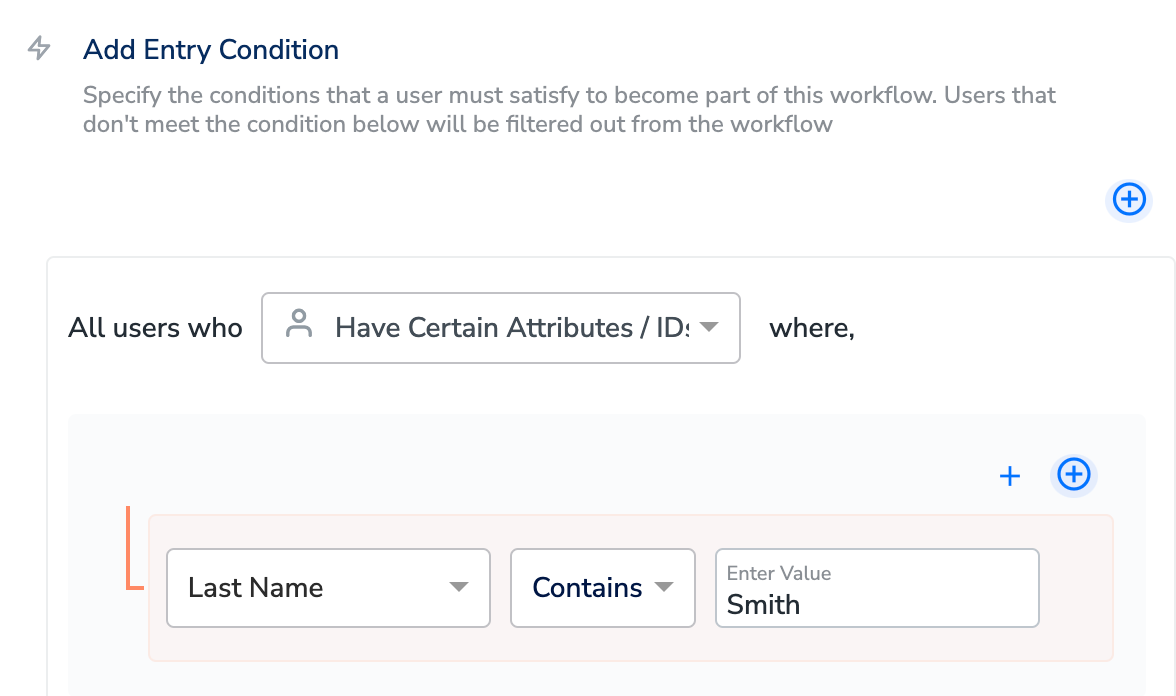 Add Entry Condition
Specify the conditions that a user must satisfy to become part of this workflow. Users that
don't meet the condition below will be filtered out from the workflow
All users who Have Certain Attributes / IDs where,
Last Name Contains Enter Value
Smith